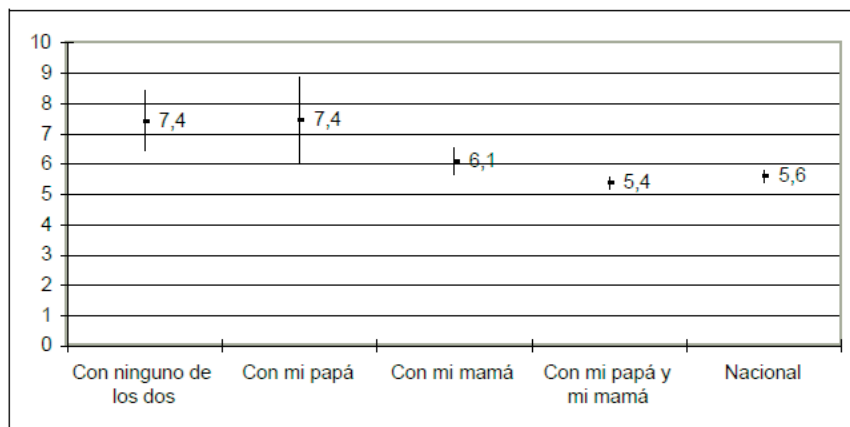 10
9
8
7
6
5
4
3
2
1
0
7,4
7,4
6,1
5,4
5,6
Con ninguno de
los dos
Con mi papá
Con mi mamá
Con mi papá y
mi mamá
Nacional